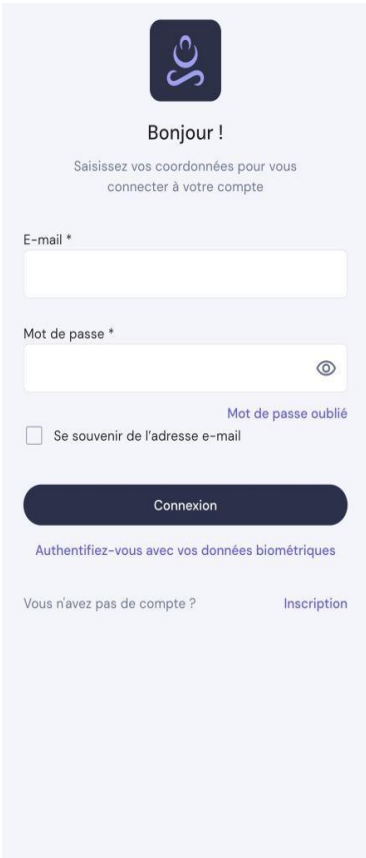 Bonjour !
Saisissez vos coordonnées pour vous
connecter à votre compte
E-mail *
Mot de passe *
Mot de passe oublié
Se souvenir de l'adresse e-mail
Connexion
Authentifiez-vous avec vos données biométriques
Vous n'avez pas de compte ? Inscription